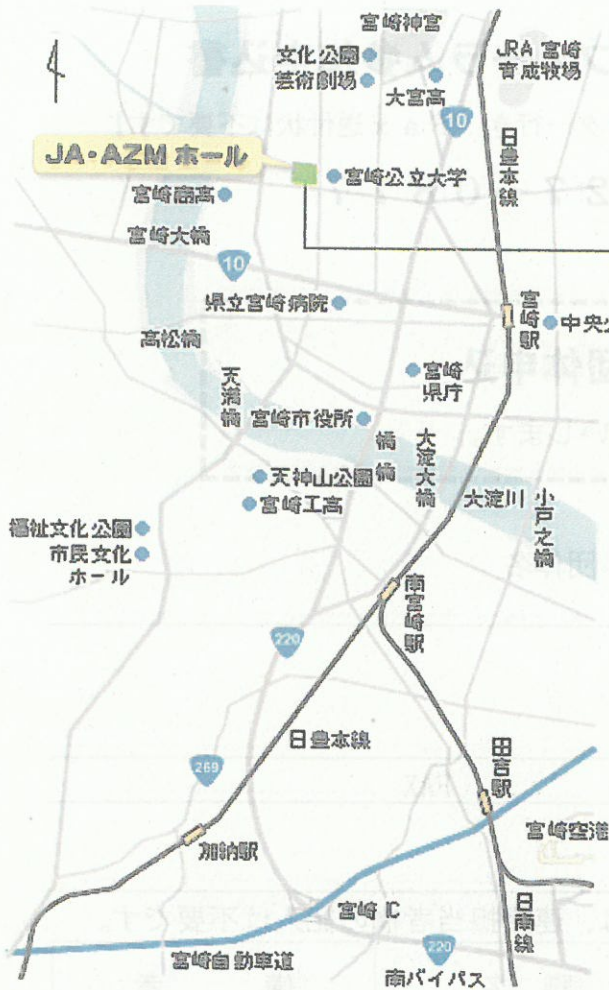 宮崎神宮
文化公園
芸術劇場
大宮高
JRA 宮崎
育成牧場
10
日豊本線
JA・AZM ホール
宮崎公立大学
宮崎商高
宮崎大橋
10
県立宮崎病院
宮崎駅
中央公
高松橋
天満橋
宮崎県庁
宮崎市役所
橋
橋
大淀大橋
天神山公園
宮崎工高
大淀川
小戸之橋
福祉文化公園
市民文化
ホール
南宮崎駅
220
日豊本線
269
田吉駅
加納駅
宮崎空港
宮崎 IC
宮崎自動車道
日南線
220
南バイパス